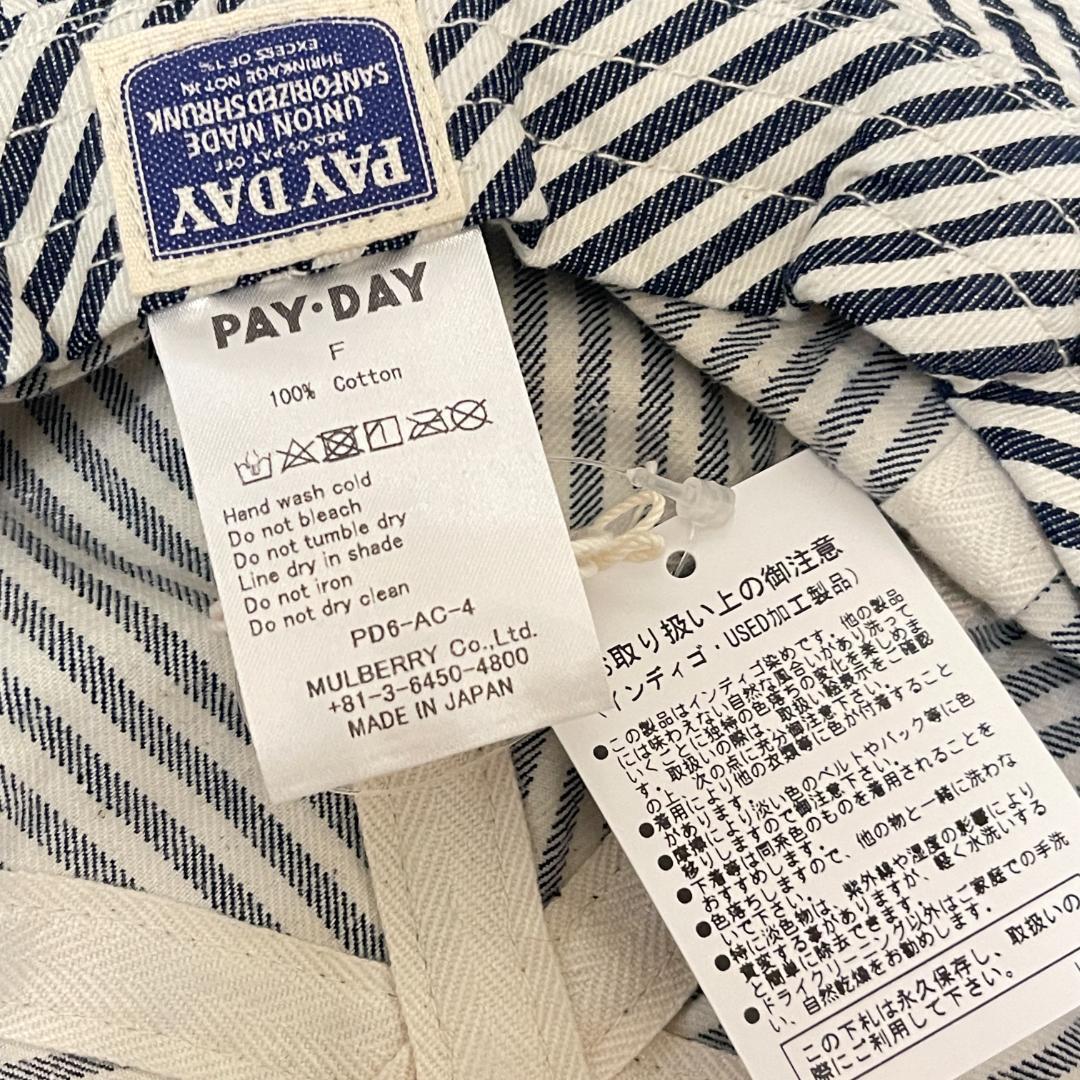 PAY DAY
REG. U.S. PAY OFF
UNION MADE
SANFORIZED SHRUNK
SHRINKAGE NOT IN
EXCESS OF 1%
PAY·DAY
F
100% Cotton
Hand wash cold
Do not bleach
Do not tumble dry
Line dry in shade
Do not iron
Do not dry clean
PD6-AC-4
MULBERRY Co.,Ltd.
+81-3-6450-4800
MADE IN JAPAN
お取り扱い上の御注意
(インディゴ・USED加工製品)
●この製品はインディゴ染めです。他の製品
には味わえない自然な風合いがあり洗って
いくごとに独特の色落ちの変化を楽しめま
す。取扱いの際は、取扱い絵表示をご確認
の上、次の点に充分御注意下さい。
●着用により他の衣類等に色が付着すること
があります。
●摩擦により淡い色のベルトやバック等に色
移りしますので御注意下さい。
●下着等は同系色のものを着用されることを
おすすめします。
●色落ちしますので、他の物と一緒に洗わな
いで下さい。
●特に淡色物は、紫外線や湿度の影響により
黄変する事がありますが、軽く水洗いする
と簡単に除去できます。
●ドライクリーニング以外はご家庭での手洗
い、自然乾燥をお勧めします。
この下札は永久保存し、取扱いの
際にご利用して下さい。